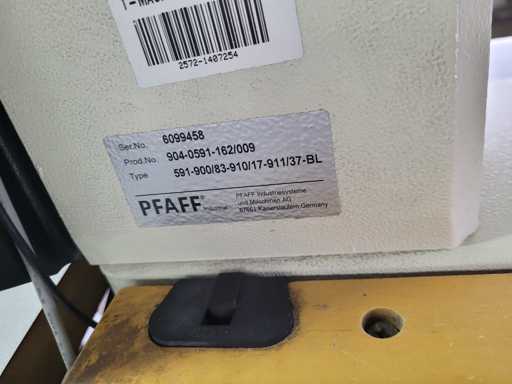 2572-1407254
Ser.No. 6099458
Prod.No. 904-0591-162/009
Type 591-900/83-910/17-911/37-BL
PFAFF® Industrial
PFAFF Industriesysteme
und Maschinen AG
67661 Kaiserslautern, Germany